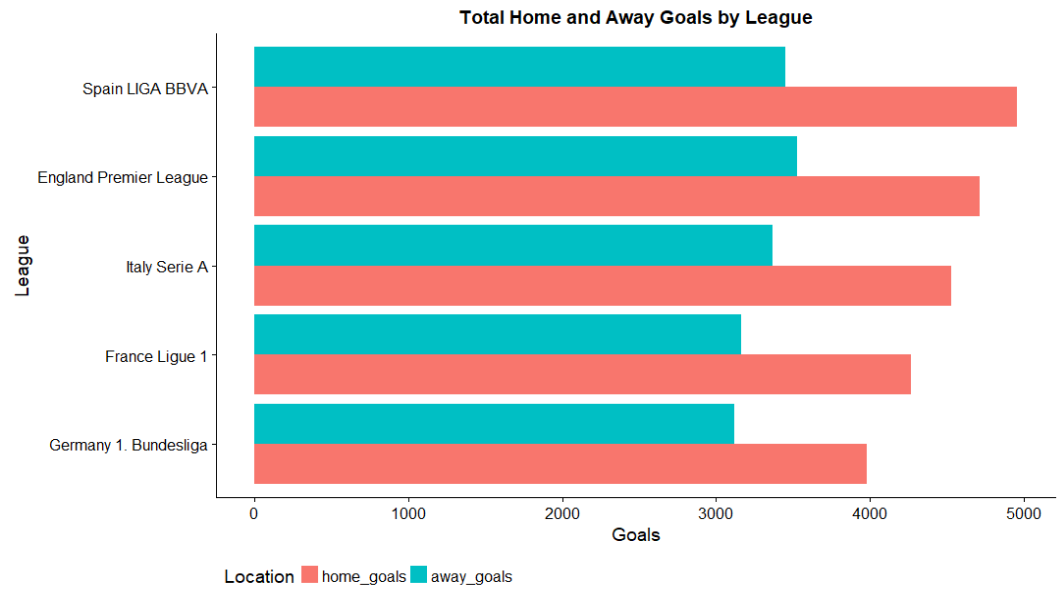 Total Home and Away Goals by League
League
Spain LIGA BBVA
England Premier League
Italy Serie A
France Ligue 1
Germany 1. Bundesliga
0 1000 2000 3000 4000 5000
Goals
Location home_goals away_goals